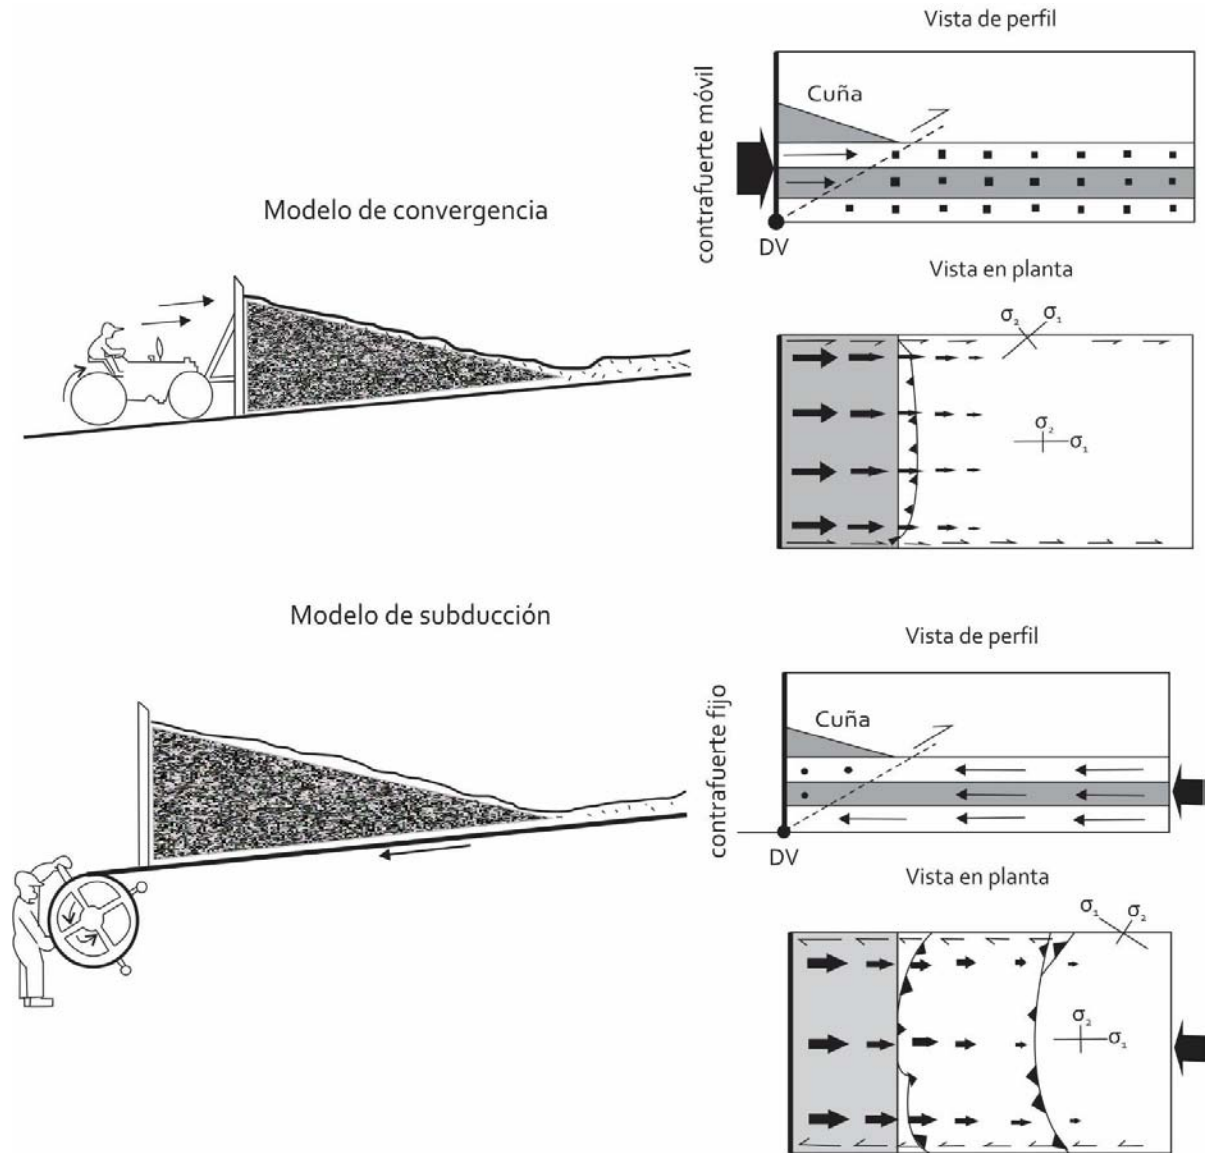 Vista de perfil
contrafuerte móvil
Cuña
DV
Modelo de convergencia
Vista en planta
σ₂ σ₁
σ₂
σ₁
Modelo de subducción
Vista de perfil
contrafuerte fijo
Cuña
DV
Vista en planta
σ₁ σ₂
σ₂
σ₁